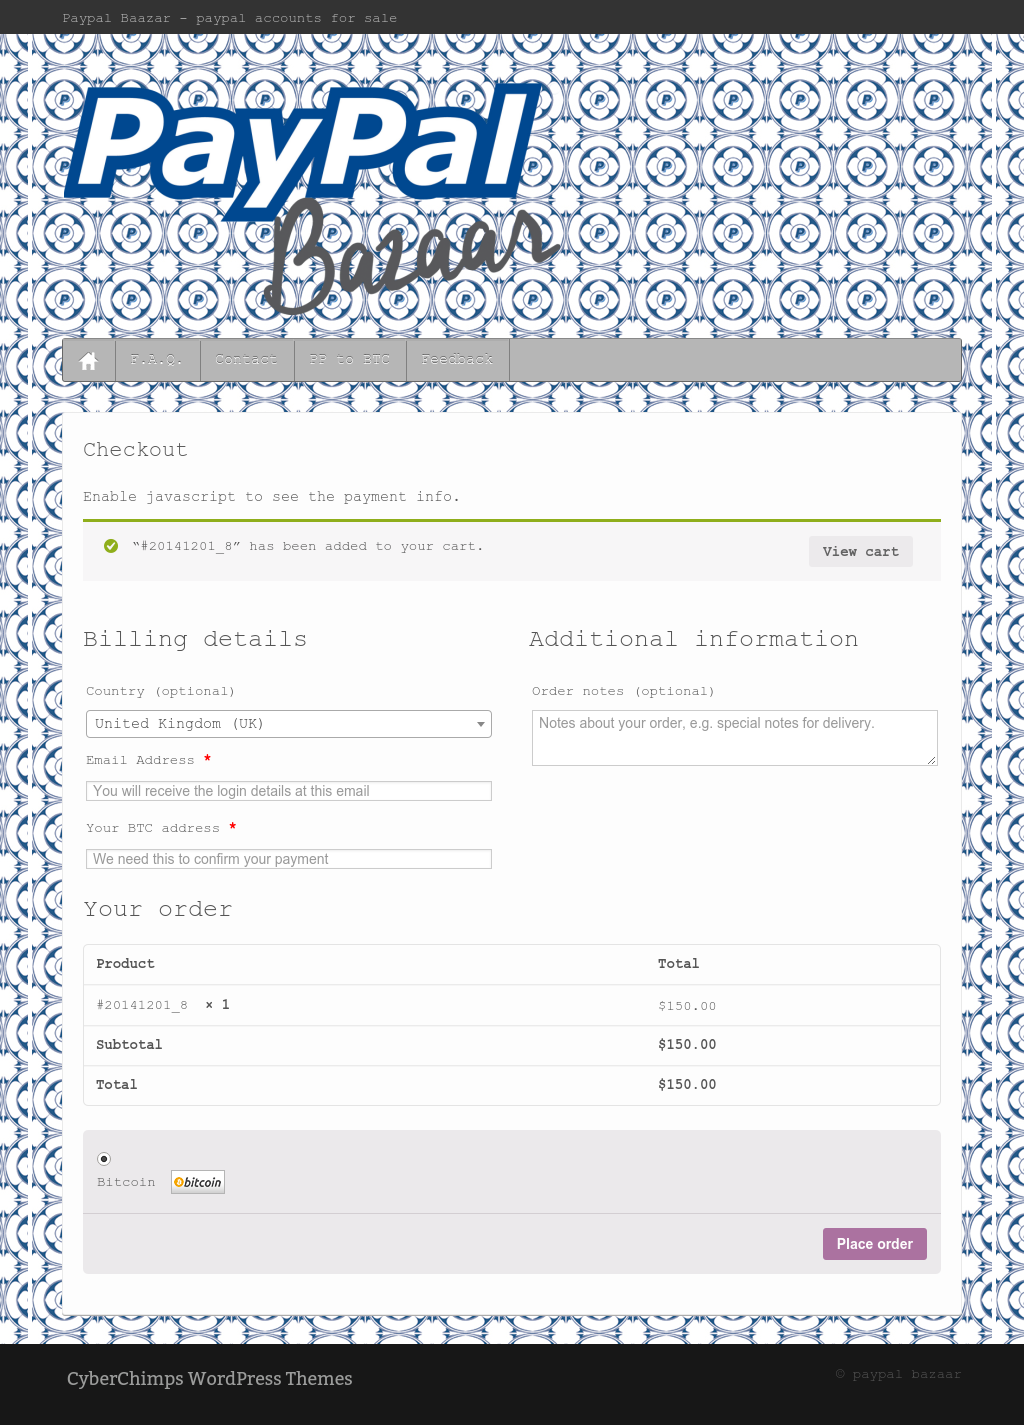 Paypal Baazar - paypal accounts for sale
PayPal
Bazaar
F.A.Q.
Contact
PP to BTC
Feedback
Checkout
Enable javascript to see the payment info.
“#20141201_8” has been added to your cart.
View cart
Billing details
Additional information
Country (optional)
Order notes (optional)
United Kingdom (UK)
Notes about your order, e.g. special notes for delivery.
Email Address *
You will receive the login details at this email
Your BTC address *
We need this to confirm your payment
Your order
Product Total
#20141201_8 × 1 $150.00
Subtotal $150.00
Total $150.00
Bitcoin bitcoin
Place order
CyberChimps WordPress Themes
© paypal bazaar